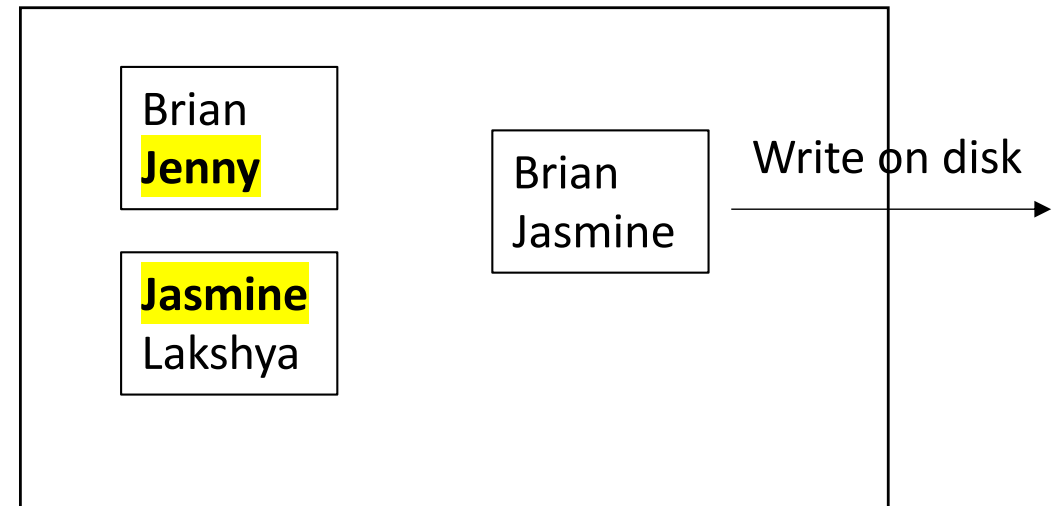 Brian
Jenny
Jasmine
Lakshya
Brian
Jasmine
Write on disk